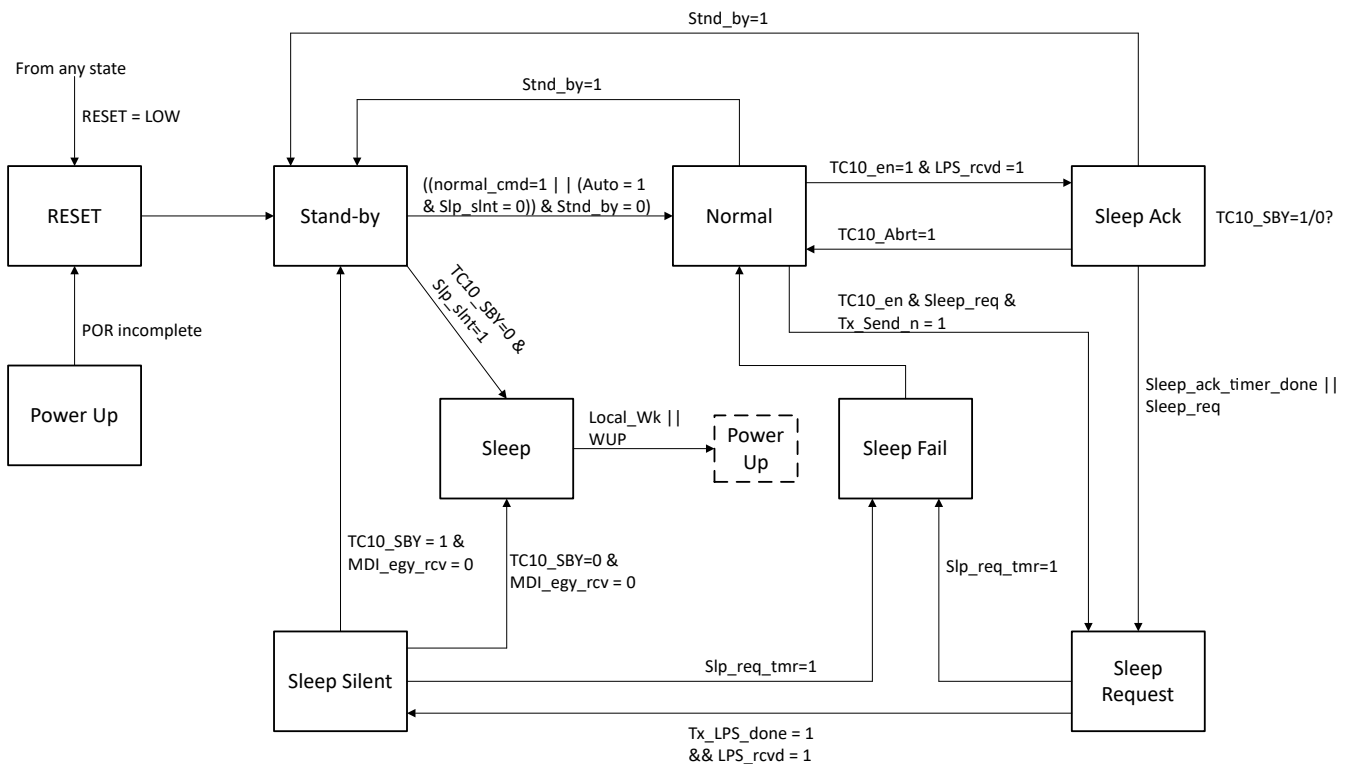 Stnd_by=1
From any state
Stnd_by=1
RESET = LOW
RESET
Stand-by
((normal_cmd=1 | | (Auto = 1
& Slp_slnt = 0)) & Stnd_by = 0)
Normal
TC10_en=1 & LPS_rcvd =1
Sleep Ack
TC10_SBY=1/0?
TC10_Abrt=1
TC10_SBY=0 &
Slp_slnt=1
TC10_en & Sleep_req &
Tx_Send_n = 1
POR incomplete
Power Up
Sleep
Local_Wk ||
WUP
Power
Up
Sleep Fail
Sleep_ack_timer_done ||
Sleep_req
TC10_SBY = 1 &
MDI_egy_rcv = 0
TC10_SBY=0 &
MDI_egy_rcv = 0
Slp_req_tmr=1
Sleep Silent
Slp_req_tmr=1
Sleep
Request
Tx_LPS_done = 1
&& LPS_rcvd = 1